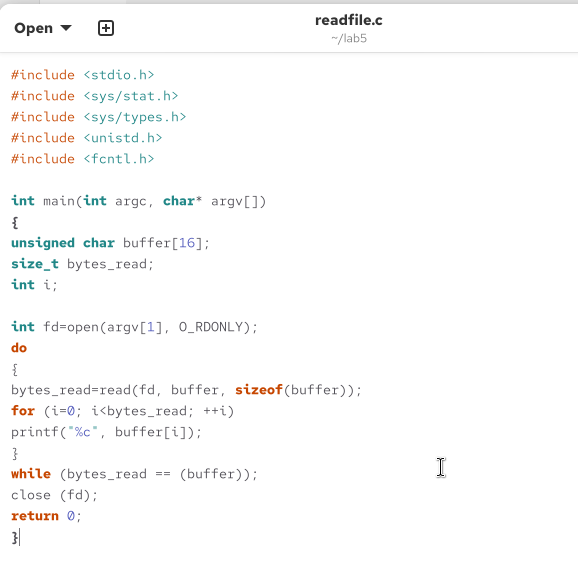 Open
readfile.c
~/lab5
#include <stdio.h>
#include <sys/stat.h>
#include <sys/types.h>
#include <unistd.h>
#include <fcntl.h>
int main(int argc, char* argv[])
{
unsigned char buffer[16];
size_t bytes_read;
int i;
int fd=open(argv[1], O_RDONLY);
do
{
bytes_read=read(fd, buffer, sizeof(buffer));
for (i=0; i<bytes_read; ++i)
printf("%c", buffer[i]);
}
while (bytes_read == (buffer));
close (fd);
return 0;
}